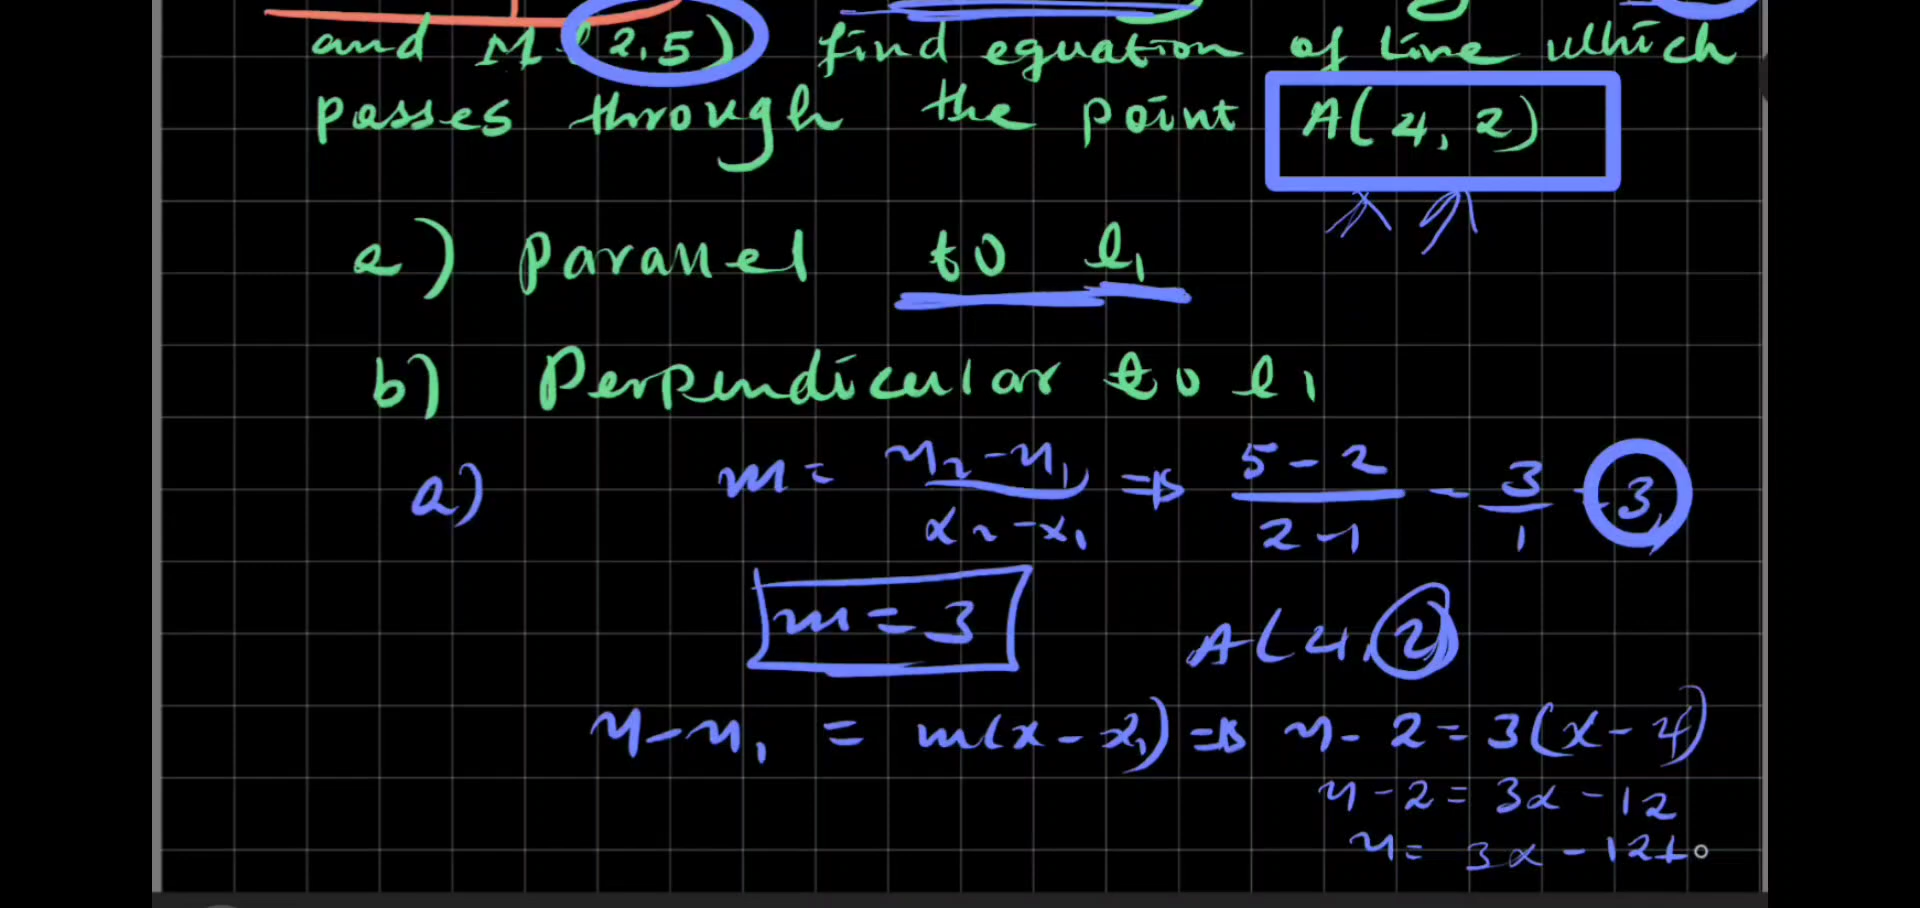 and M (2,5) find equation of Line which
passes through the point A(4, 2)
a) Parallel to l₁
b) Perpendicular to l₁
a) m = y₂-y₁/x₂-x₁ ⇒ 5-2/2-1 = 3/1 = 3
m = 3 A(4,2)
y-y₁ = m(x-x₁) ⇒ y-2=3(x-4)
y-2= 3x-12
y= 3x-12+